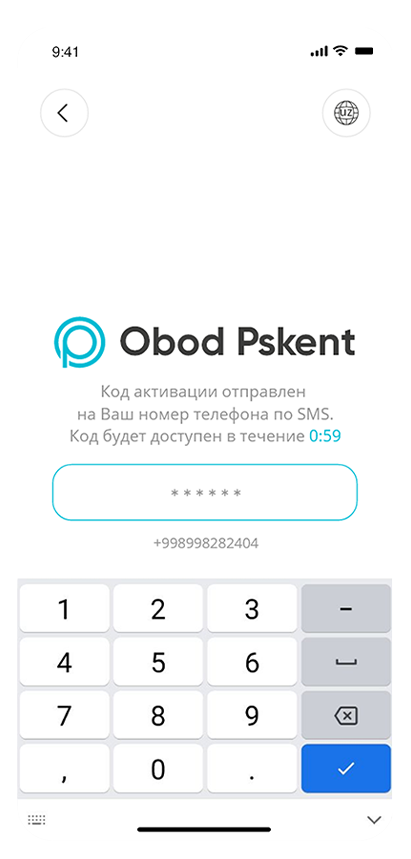 9:41
UZ
Obod Pskent
Код активации отправлен
на Ваш номер телефона по SMS.
Код будет доступен в течение 0:59
******
+998998282404
1 2 3 -
4 5 6
7 8 9
, 0 .